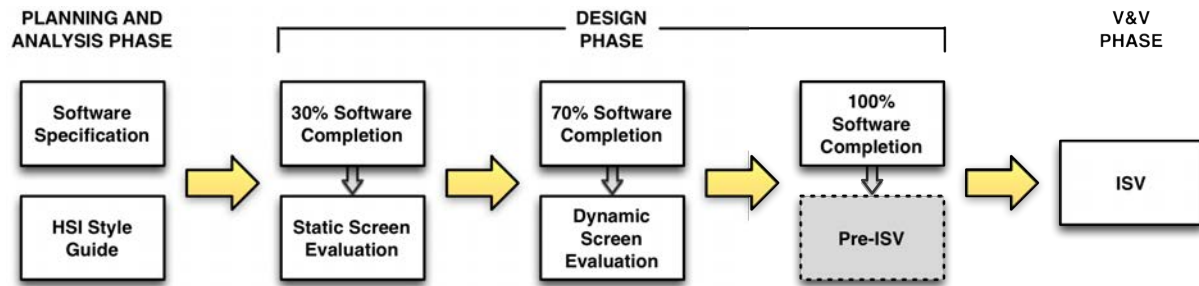 PLANNING AND
ANALYSIS PHASE
DESIGN
PHASE
V&V
PHASE
Software
Specification
HSI Style
Guide
30% Software
Completion
Static Screen
Evaluation
70% Software
Completion
Dynamic
Screen
Evaluation
100%
Software
Completion
Pre-ISV
ISV